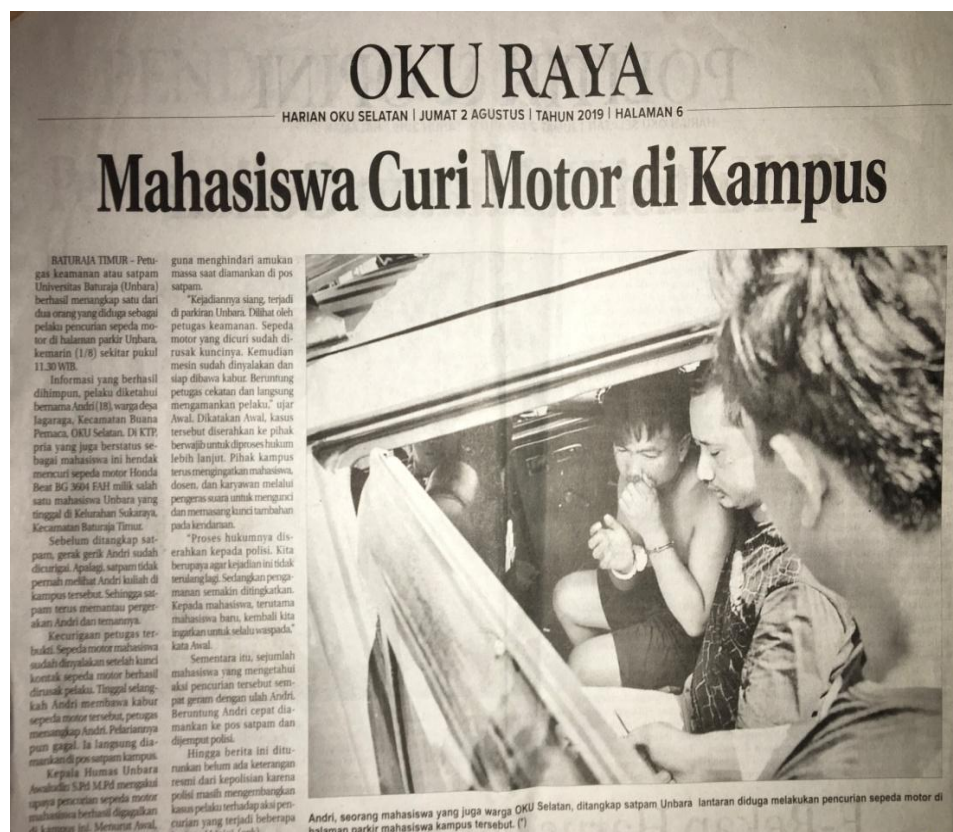 OKU RAYA
HARIAN OKU SELATAN | JUMAT 2 AGUSTUS | TAHUN 2019 | HALAMAN 6
Mahasiswa Curi Motor di Kampus
BATURAJA TIMUR – Petu-
gas keamanan atau satpam
Universitas Baturaja (Unbara)
berhasil menangkap satu dari
dua orang yang diduga sebagai
pelaku pencurian sepeda mo-
tor di halaman parkir Unbara,
kemarin (1/8) sekitar pukul
11.30 WIB.
Informasi yang berhasil
dihimpun, pelaku diketahui
bernama Andri (18), warga desa
Jagaraga, Kecamatan Buana
Pemaca, OKU Selatan. Di KTP,
pria yang juga berstatus se-
bagai mahasiswa ini hendak
mencuri sepeda motor Honda
Beat BG 3604 FAH milik salah
satu mahasiswa Unbara yang
tinggal di Kelurahan Sukaraya,
Kecamatan Baturaja Timur.
Sebelum ditangkap sat-
pam, gerak gerik Andri sudah
dicurigai. Apalagi, satpam tidak
pernah melihat Andri kuliah di
kampus tersebut. Sehingga sat-
pam terus memantau perger-
akan Andri dan temannya.
Kecurigaan petugas ter-
bukti. Sepeda motor mahasiswa
sudah dinyalakan setelah kunci
kontak sepeda motor berhasil
dirusak pelaku. Tinggal selang-
kah Andri membawa kabur
sepeda motor tersebut, petugas
menangkap Andri. Pelariannya
pun gagal. Ia langsung dia-
mankan di pos satpam kampus.
Kepala Humas Unbara
Awaludin S.Pd M.Pd mengakui
upaya pencurian sepeda motor
mahasiswa berhasil digagalkan
di kampus ini. Menurut Awal,
guna menghindari amukan
massa saat diamankan di pos
satpam.
"Kejadiannya siang, terjadi
di parkiran Unbara. Dilihat oleh
petugas keamanan. Sepeda
motor yang dicuri sudah di-
rusak kuncinya. Kemudian
mesin sudah dinyalakan dan
siap dibawa kabur. Beruntung
petugas cekatan dan langsung
mengamankan pelaku," ujar
Awal. Dikatakan Awal, kasus
tersebut diserahkan ke pihak
berwajib untuk diproses hukum
lebih lanjut. Pihak kampus
terus mengingatkan mahasiswa,
dosen, dan karyawan melalui
pengeras suara untuk mengunci
dan memasang kunci tambahan
pada kendaraan.
"Proses hukumnya dis-
erahkan kepada polisi. Kita
berupaya agar kejadian ini tidak
terulang lagi. Sedangkan penga-
manan semakin ditingkatkan.
Kepada mahasiswa, terutama
mahasiswa baru, kembali kita
ingatkan untuk selalu waspada,"
kata Awal.
Sementara itu, sejumlah
mahasiswa yang mengetahui
aksi pencurian tersebut sem-
pat geram dengan ulah Andri.
Beruntung Andri cepat dia-
mankan ke pos satpam dan
dijemput polisi.
Hingga berita ini ditu-
runkan belum ada keterangan
resmi dari kepolisian karena
polisi masih mengembangkan
kasus pelaku terhadap aksi pen-
curian yang terjadi beberapa
Andri, seorang mahasiswa yang juga warga OKU Selatan, ditangkap satpam Unbara lantaran diduga melakukan pencurian sepeda motor di
halaman parkir mahasiswa kampus tersebut. (*)